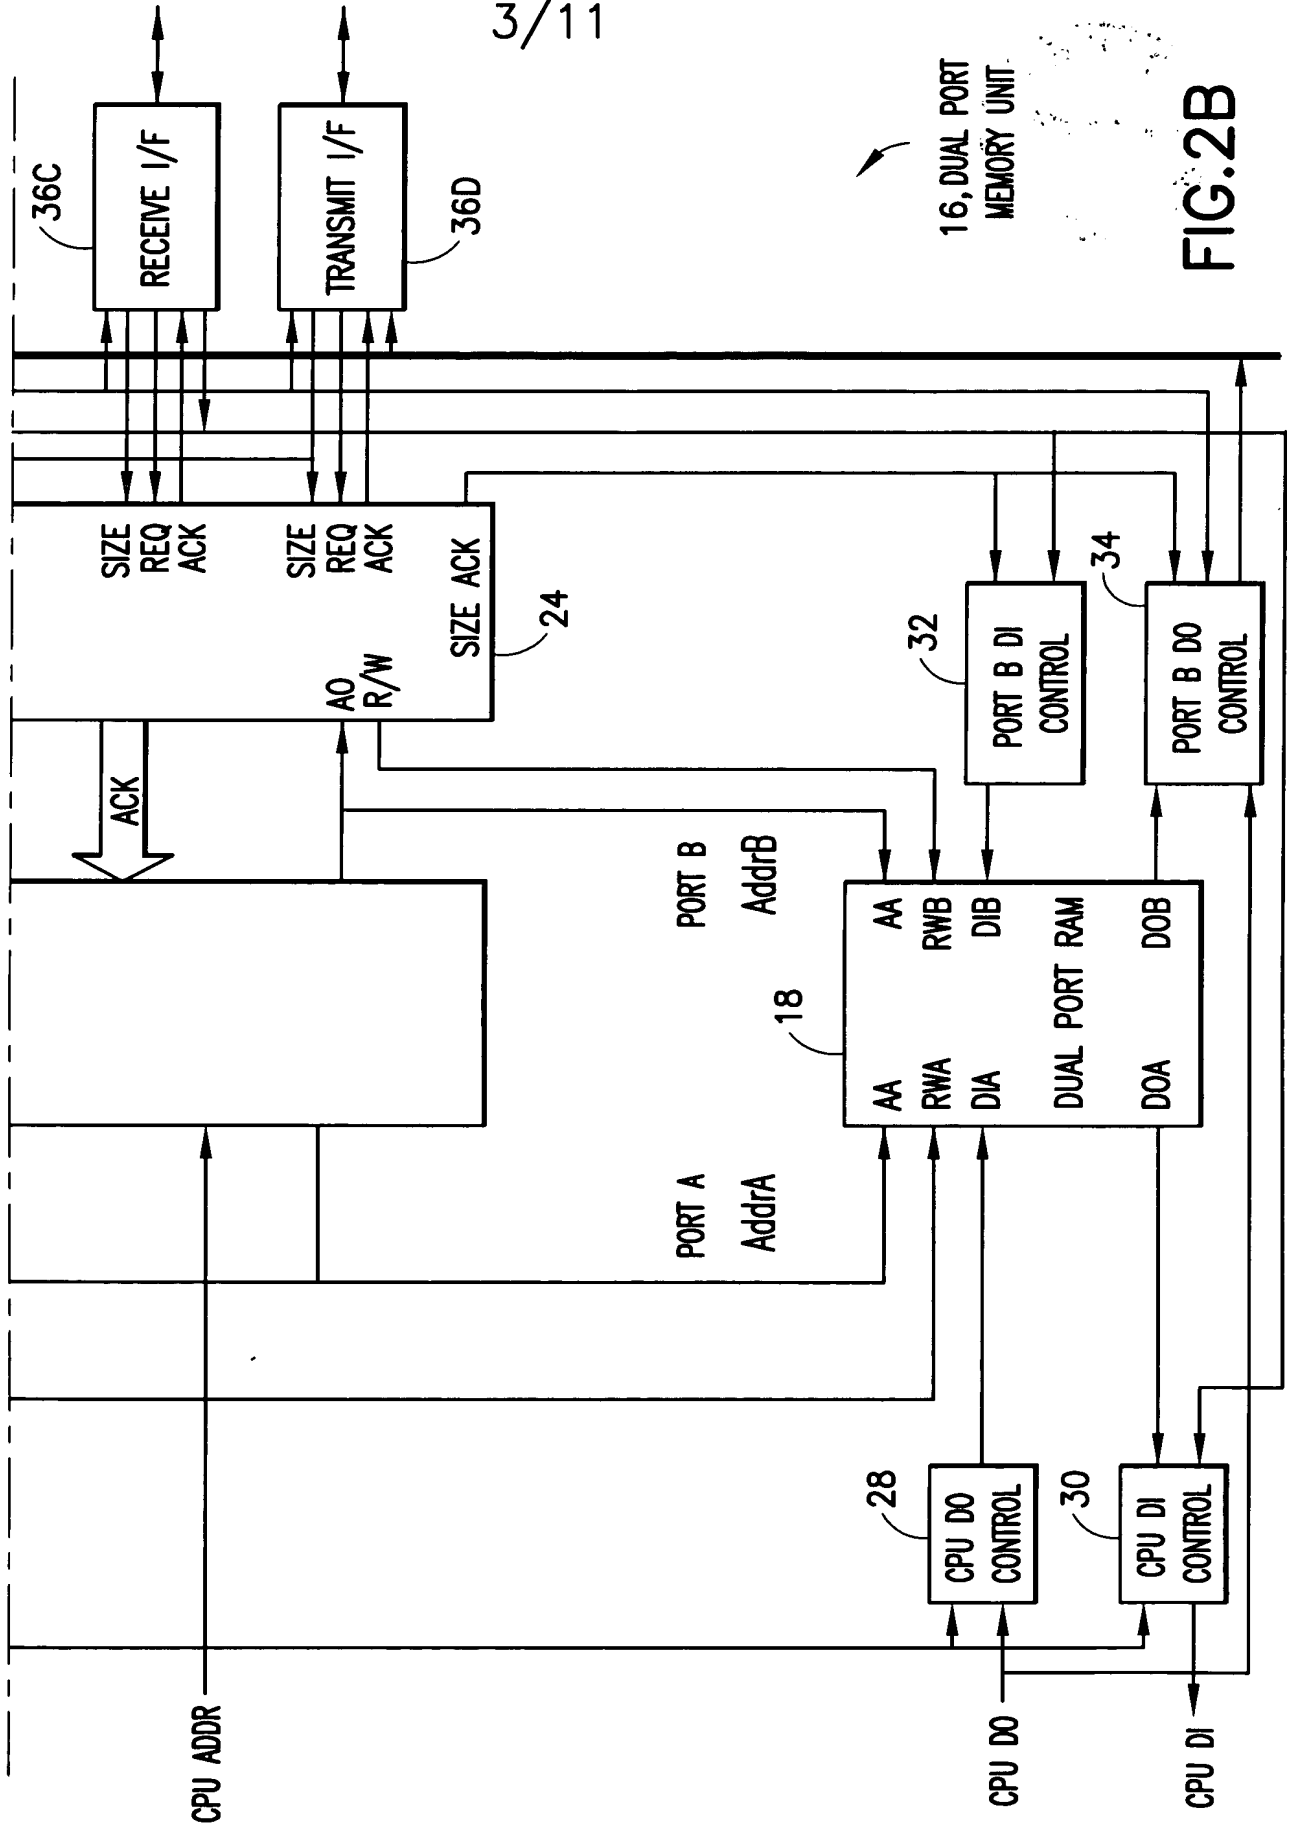 3/11
36C
RECEIVE I/F
TRANSMIT I/F
36D
SIZE
REQ
ACK
SIZE
REQ
ACK
SIZE ACK
AO
R/W
24
ACK
CPU ADDR
16, DUAL PORT
MEMORY UNIT
PORT B
AddrB
PORT A
AddrA
32
PORT B DI
CONTROL
34
PORT B DO
CONTROL
18
AA
RWB
DIB
DUAL PORT RAM
DOB
AA
RWA
DIA
DOA
28
CPU DO
CONTROL
30
CPU DI
CONTROL
CPU DO
CPU DI
FIG.2B